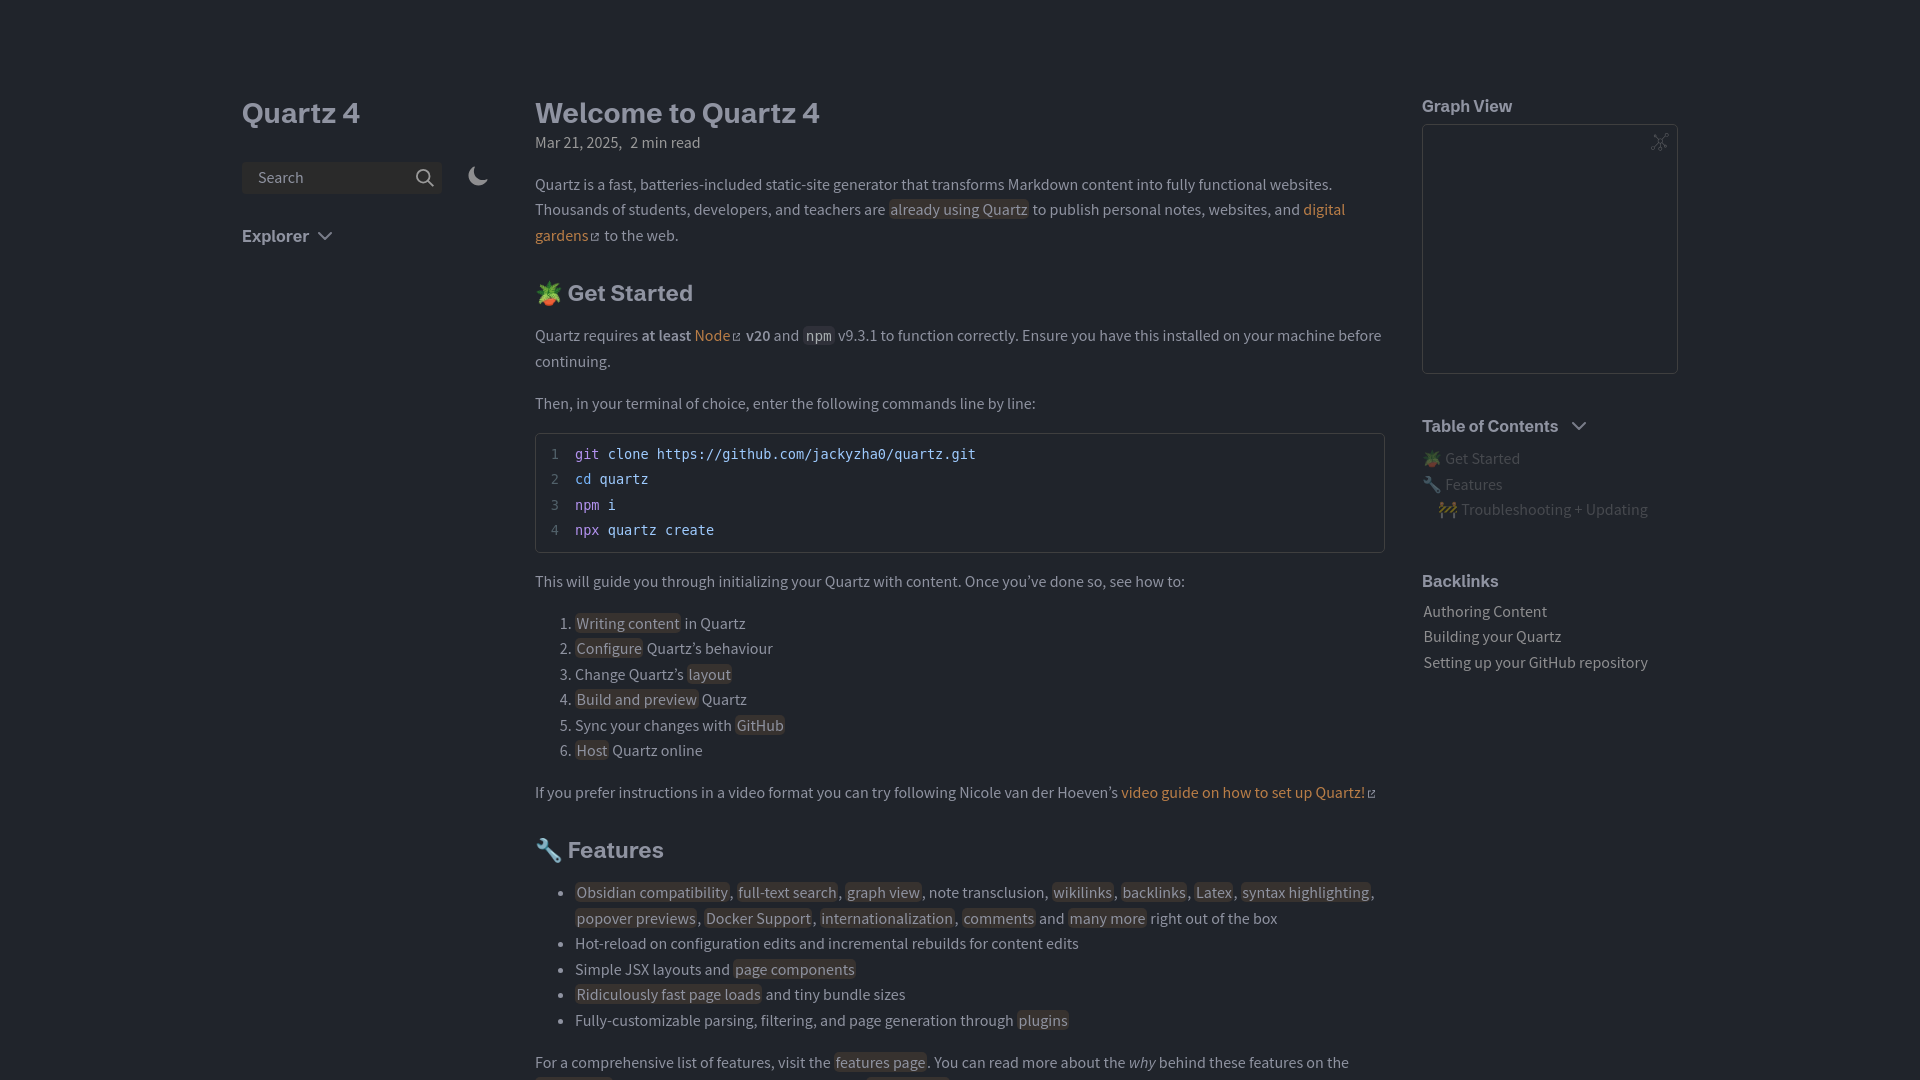 Quartz 4
Search
Explorer
Welcome to Quartz 4
Mar 21, 2025, 2 min read
Quartz is a fast, batteries-included static-site generator that transforms Markdown content into fully functional websites.
Thousands of students, developers, and teachers are already using Quartz to publish personal notes, websites, and digital
gardens to the web.
🪴 Get Started
Quartz requires at least Node v20 and npm v9.3.1 to function correctly. Ensure you have this installed on your machine before
continuing.
Then, in your terminal of choice, enter the following commands line by line:
1 git clone https://github.com/jackyzha0/quartz.git
2 cd quartz
3 npm i
4 npx quartz create
This will guide you through initializing your Quartz with content. Once you’ve done so, see how to:
1. Writing content in Quartz
2. Configure Quartz’s behaviour
3. Change Quartz’s layout
4. Build and preview Quartz
5. Sync your changes with GitHub
6. Host Quartz online
If you prefer instructions in a video format you can try following Nicole van der Hoeven’s video guide on how to set up Quartz!
🔧 Features
• Obsidian compatibility, full-text search, graph view, note transclusion, wikilinks, backlinks, Latex, syntax highlighting,
popover previews, Docker Support, internationalization, comments and many more right out of the box
• Hot-reload on configuration edits and incremental rebuilds for content edits
• Simple JSX layouts and page components
• Ridiculously fast page loads and tiny bundle sizes
• Fully-customizable parsing, filtering, and page generation through plugins
For a comprehensive list of features, visit the features page. You can read more about the why behind these features on the
Graph View
Table of Contents
🪴 Get Started
🔧 Features
🚧 Troubleshooting + Updating
Backlinks
Authoring Content
Building your Quartz
Setting up your GitHub repository